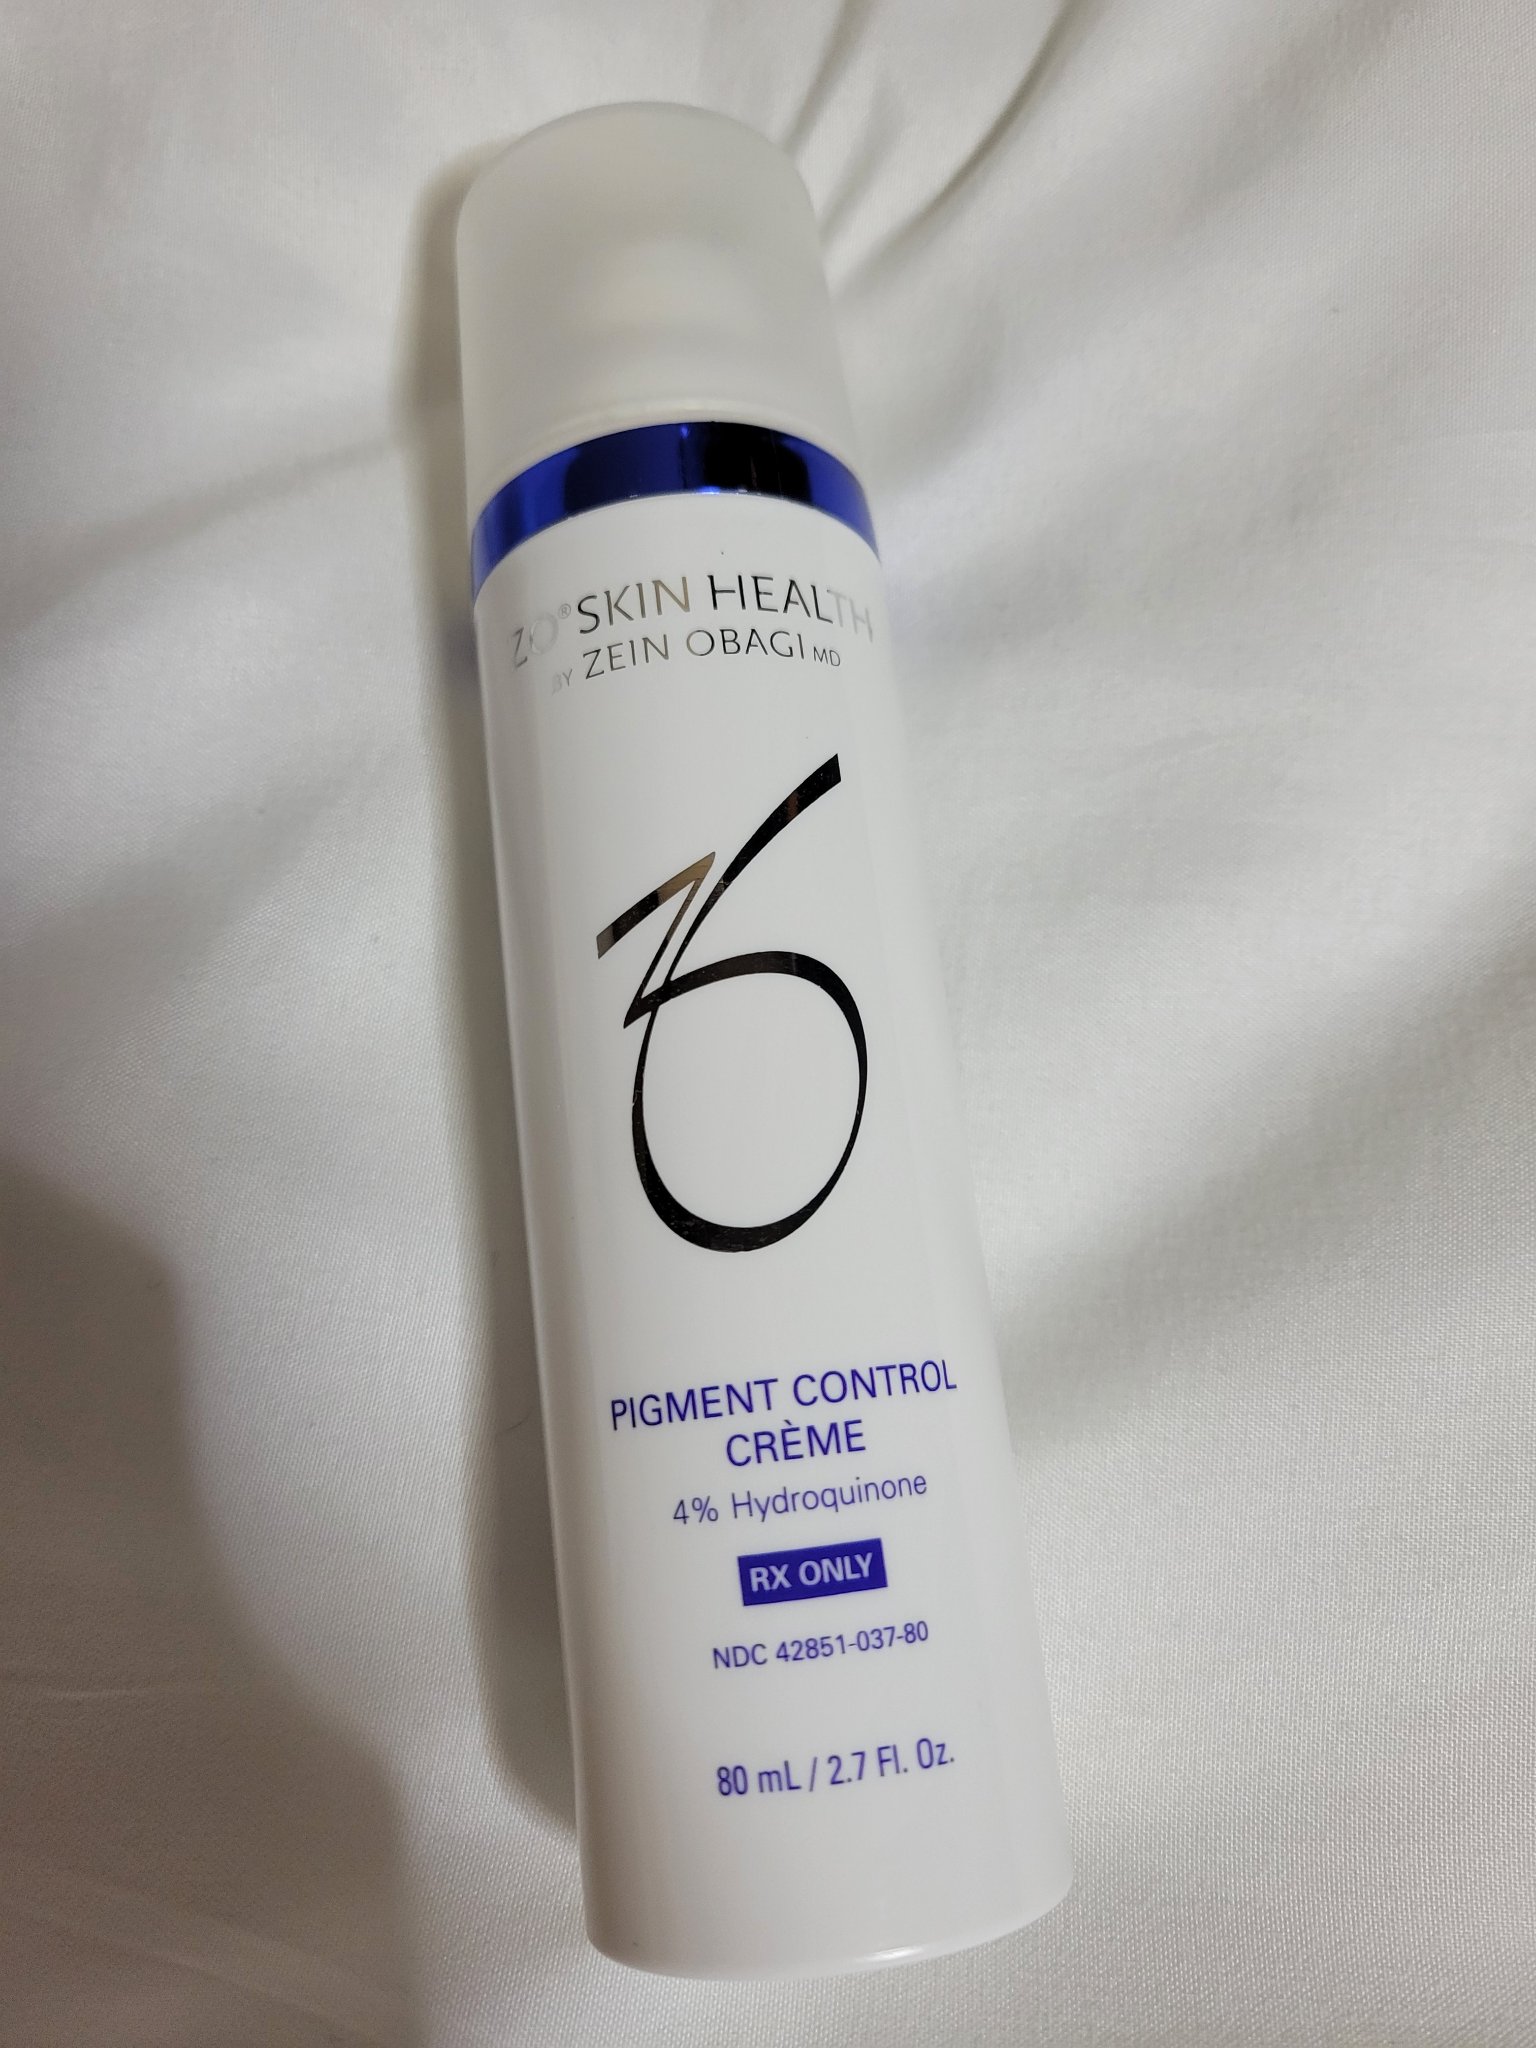 ZO® SKIN HEALTH
BY ZEIN OBAGI MD
PIGMENT CONTROL
CRÈME
4% Hydroquinone
RX ONLY
NDC 42851-037-80
80 mL / 2.7 Fl. Oz.